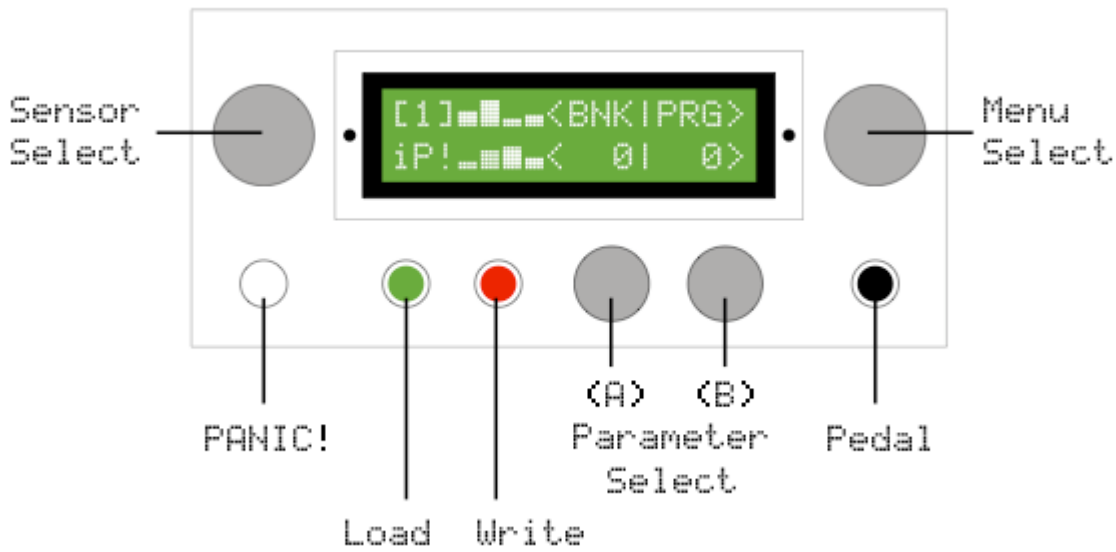 Sensor
Select
[1]<BNK|PRG>
iP!< 0| 0>
Menu
Select
PANIC!
Load
Write
(A)
(B)
Parameter
Select
Pedal